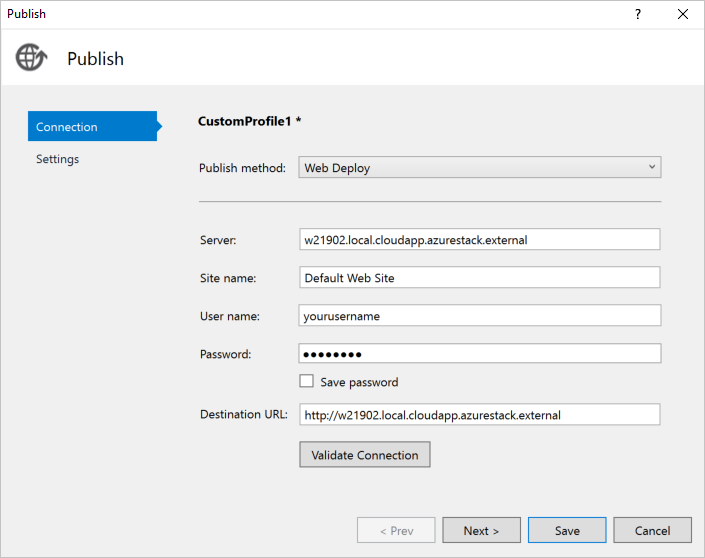 Publish
?
Publish
Connection
Settings
CustomProfile1 *
Publish method: Web Deploy
Server: w21902.local.cloudapp.azurestack.external
Site name: Default Web Site
User name: yourusername
Password: ●●●●●●●●
Save password
Destination URL: http://w21902.local.cloudapp.azurestack.external
Validate Connection
< Prev Next > Save Cancel